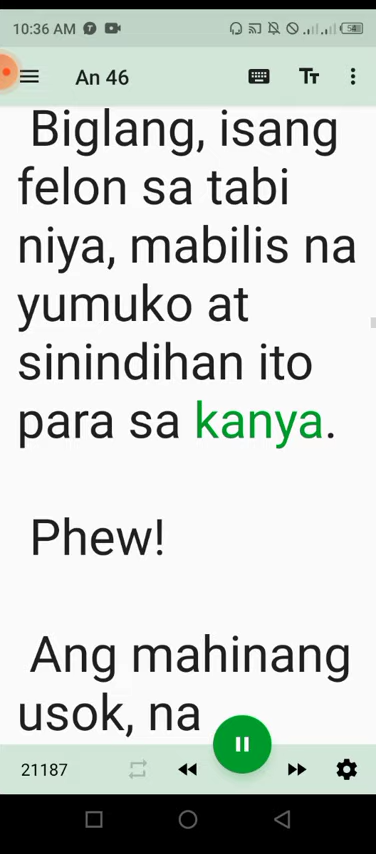 10:36 AM
54
An 46
Biglang, isang
felon sa tabi
niya, mabilis na
yumuko at
sinindihan ito
para sa kanya.
Phew!
Ang mahinang
usok, na
21187